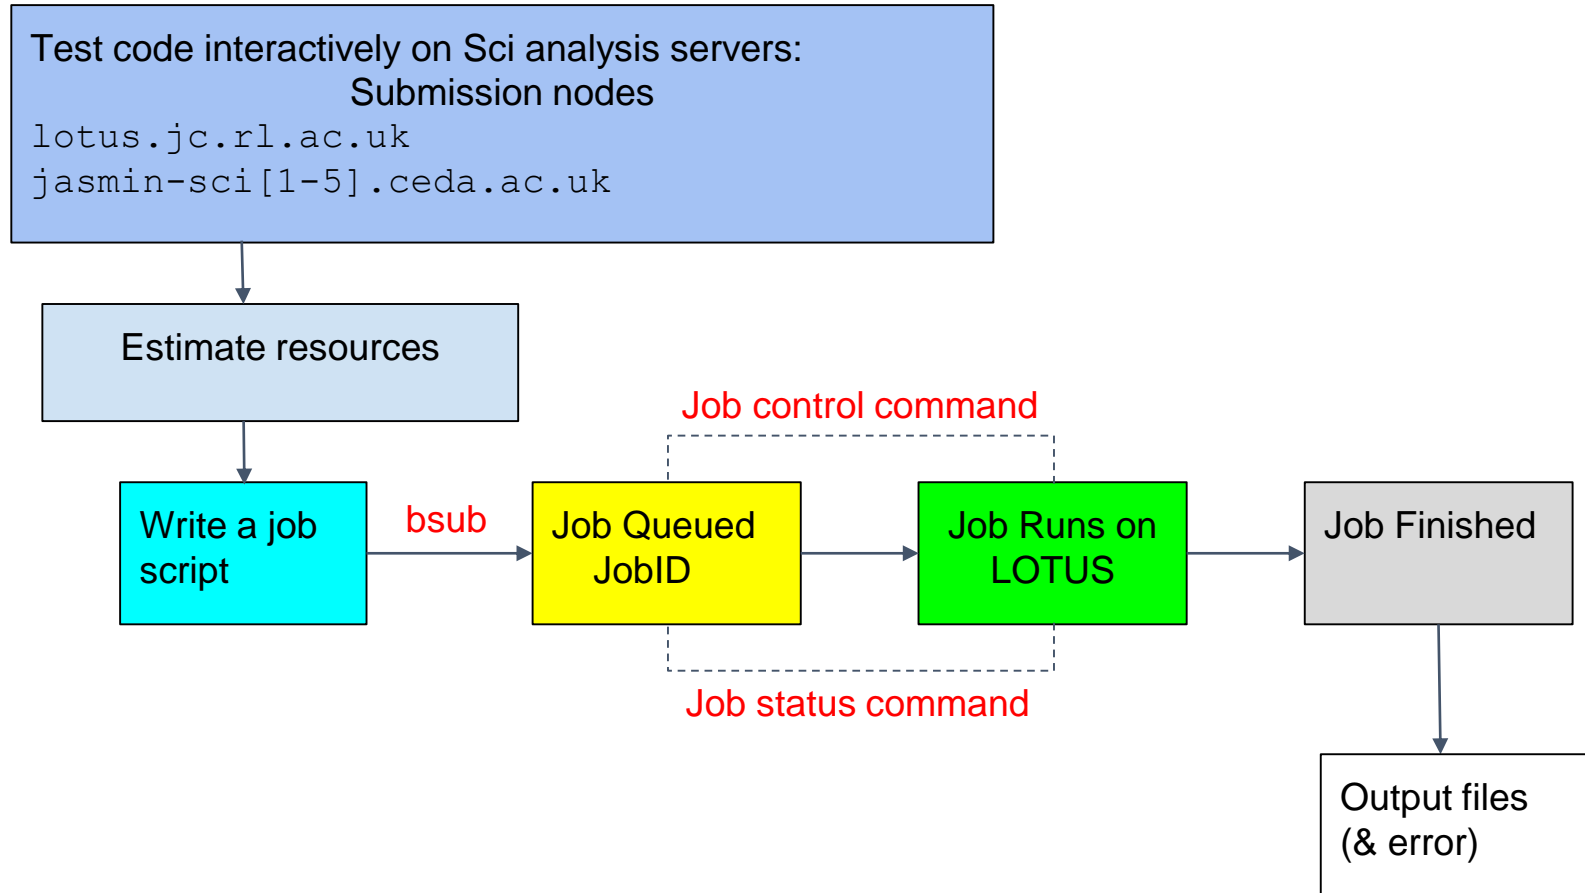 Test code interactively on Sci analysis servers:
Submission nodes
lotus.jc.rl.ac.uk
jasmin-sci[1-5].ceda.ac.uk
Estimate resources
Job control command
Write a job
script
bsub
Job Queued
JobID
Job Runs on
LOTUS
Job Finished
Job status command
Output files
(& error)